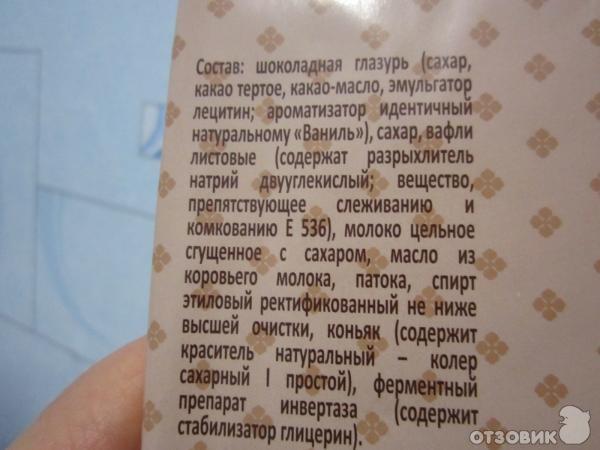 Состав: шоколадная глазурь (сахар,
какао тертое, какао-масло, эмульгатор
лецитин; ароматизатор идентичный
натуральному «Ваниль»), сахар, вафли
листовые (содержат разрыхлитель
натрий двууглекислый; вещество,
препятствующее слеживанию и
комкованию Е 536), молоко цельное
сгущенное с сахаром, масло из
коровьего молока, патока, спирт
этиловый ректификованный не ниже
высшей очистки, коньяк (содержит
краситель натуральный – колер
сахарный I простой), ферментный
препарат инвертаза (содержит
стабилизатор глицерин).
ОТЗОВИК